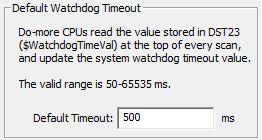 Default Watchdog Timeout
Do-more CPUs read the value stored in DST23
($WatchdogTimeVal) at the top of every scan,
and update the system watchdog timeout value.
The valid range is 50-65535 ms.
Default Timeout: 500 ms